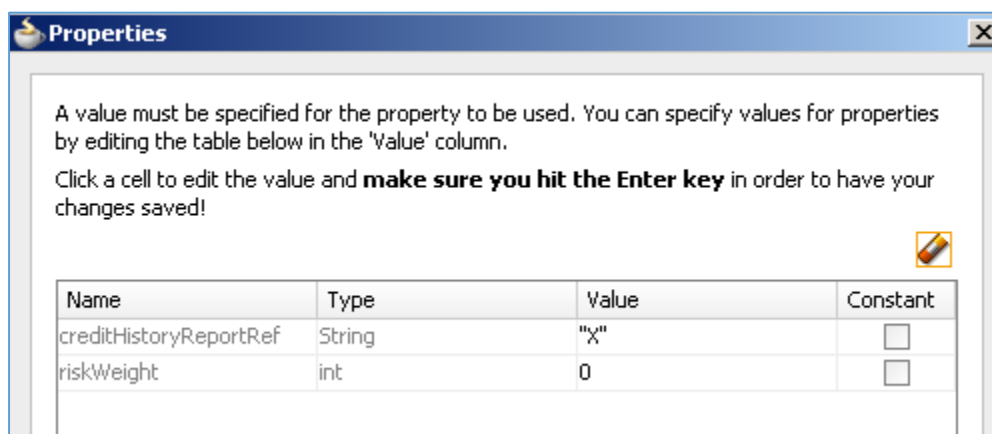 Properties
A value must be specified for the property to be used. You can specify values for properties
by editing the table below in the 'Value' column.
Click a cell to edit the value and make sure you hit the Enter key in order to have your
changes saved!
Name Type Value Constant
creditHistoryReportRef String "X"
riskWeight int 0